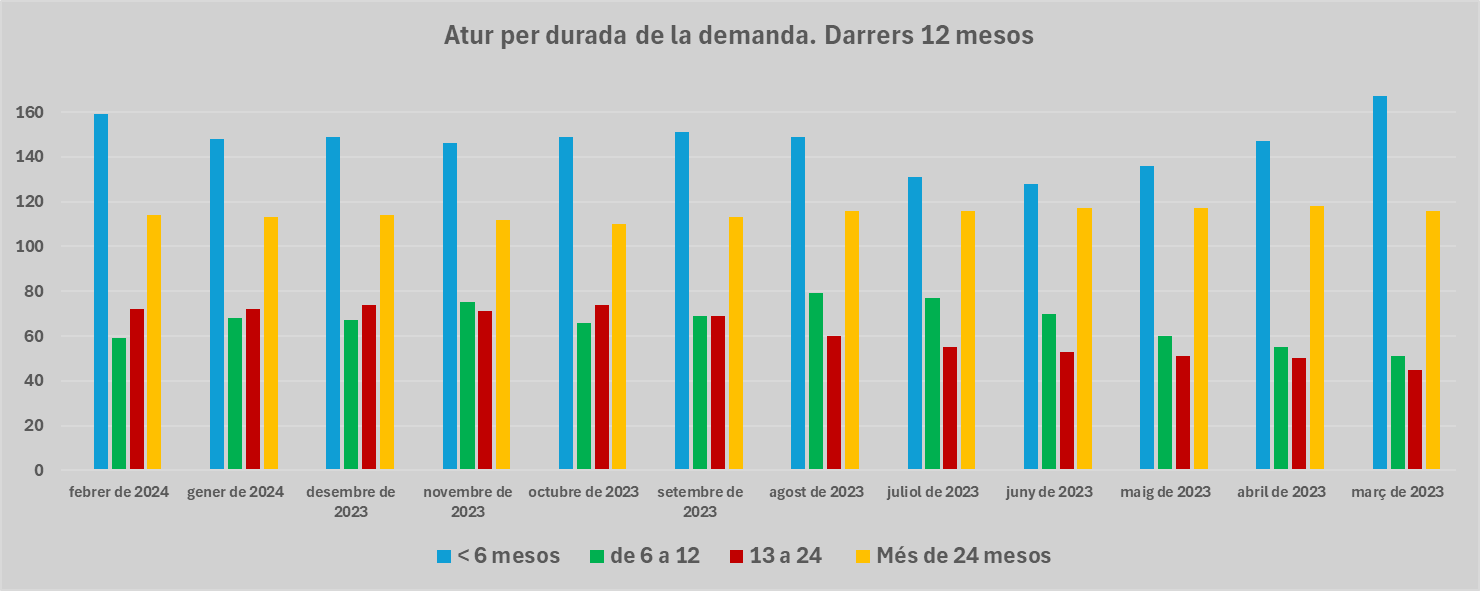 Atur per durada de la demanda. Darrers 12 mesos
160
140
120
100
80
60
40
20
0
febrer de 2024
gener de 2024
desembre de
2023
novembre de
2023
octubre de 2023
setembre de
2023
agost de 2023
juliol de 2023
juny de 2023
maig de 2023
abril de 2023
març de 2023
< 6 mesos
de 6 a 12
13 a 24
Més de 24 mesos